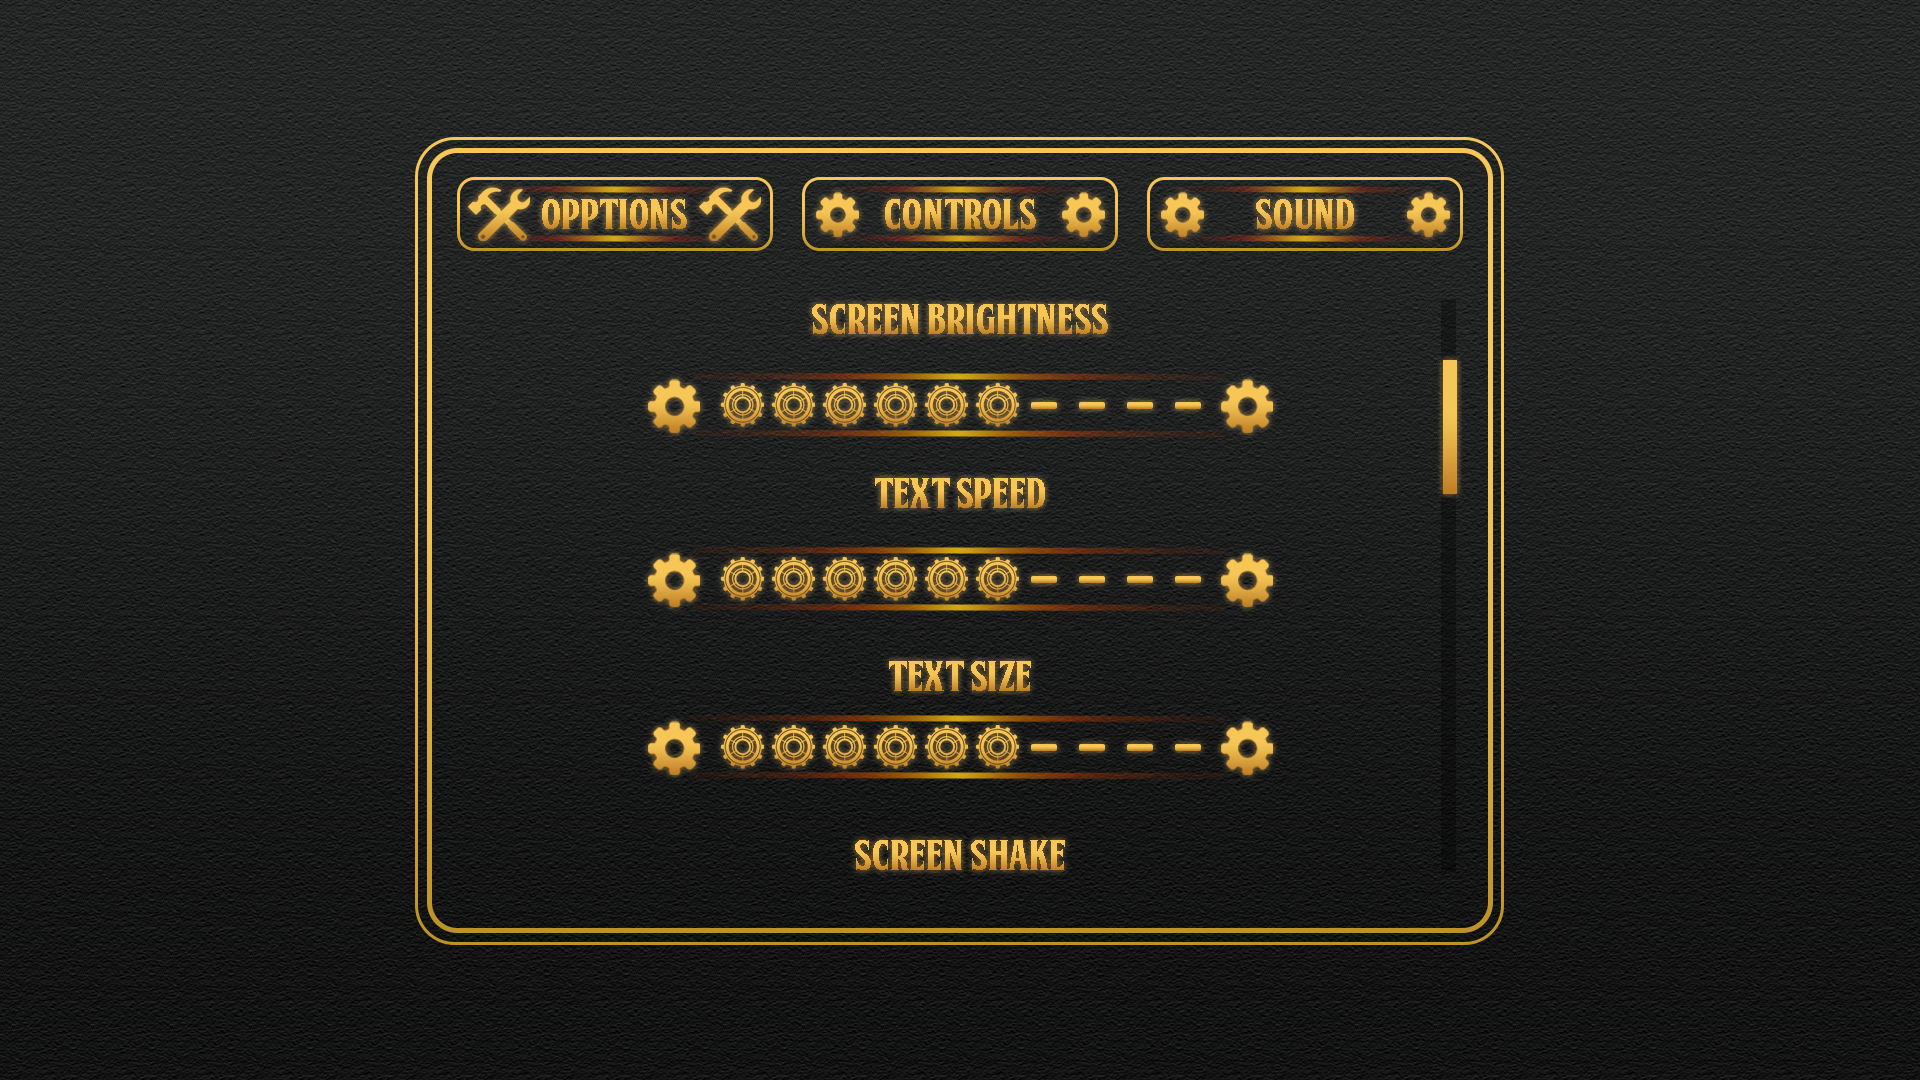 OPPTIONS
CONTROLS
SOUND
SCREEN BRIGHTNESS
TEXT SPEED
TEXT SIZE
SCREEN SHAKE